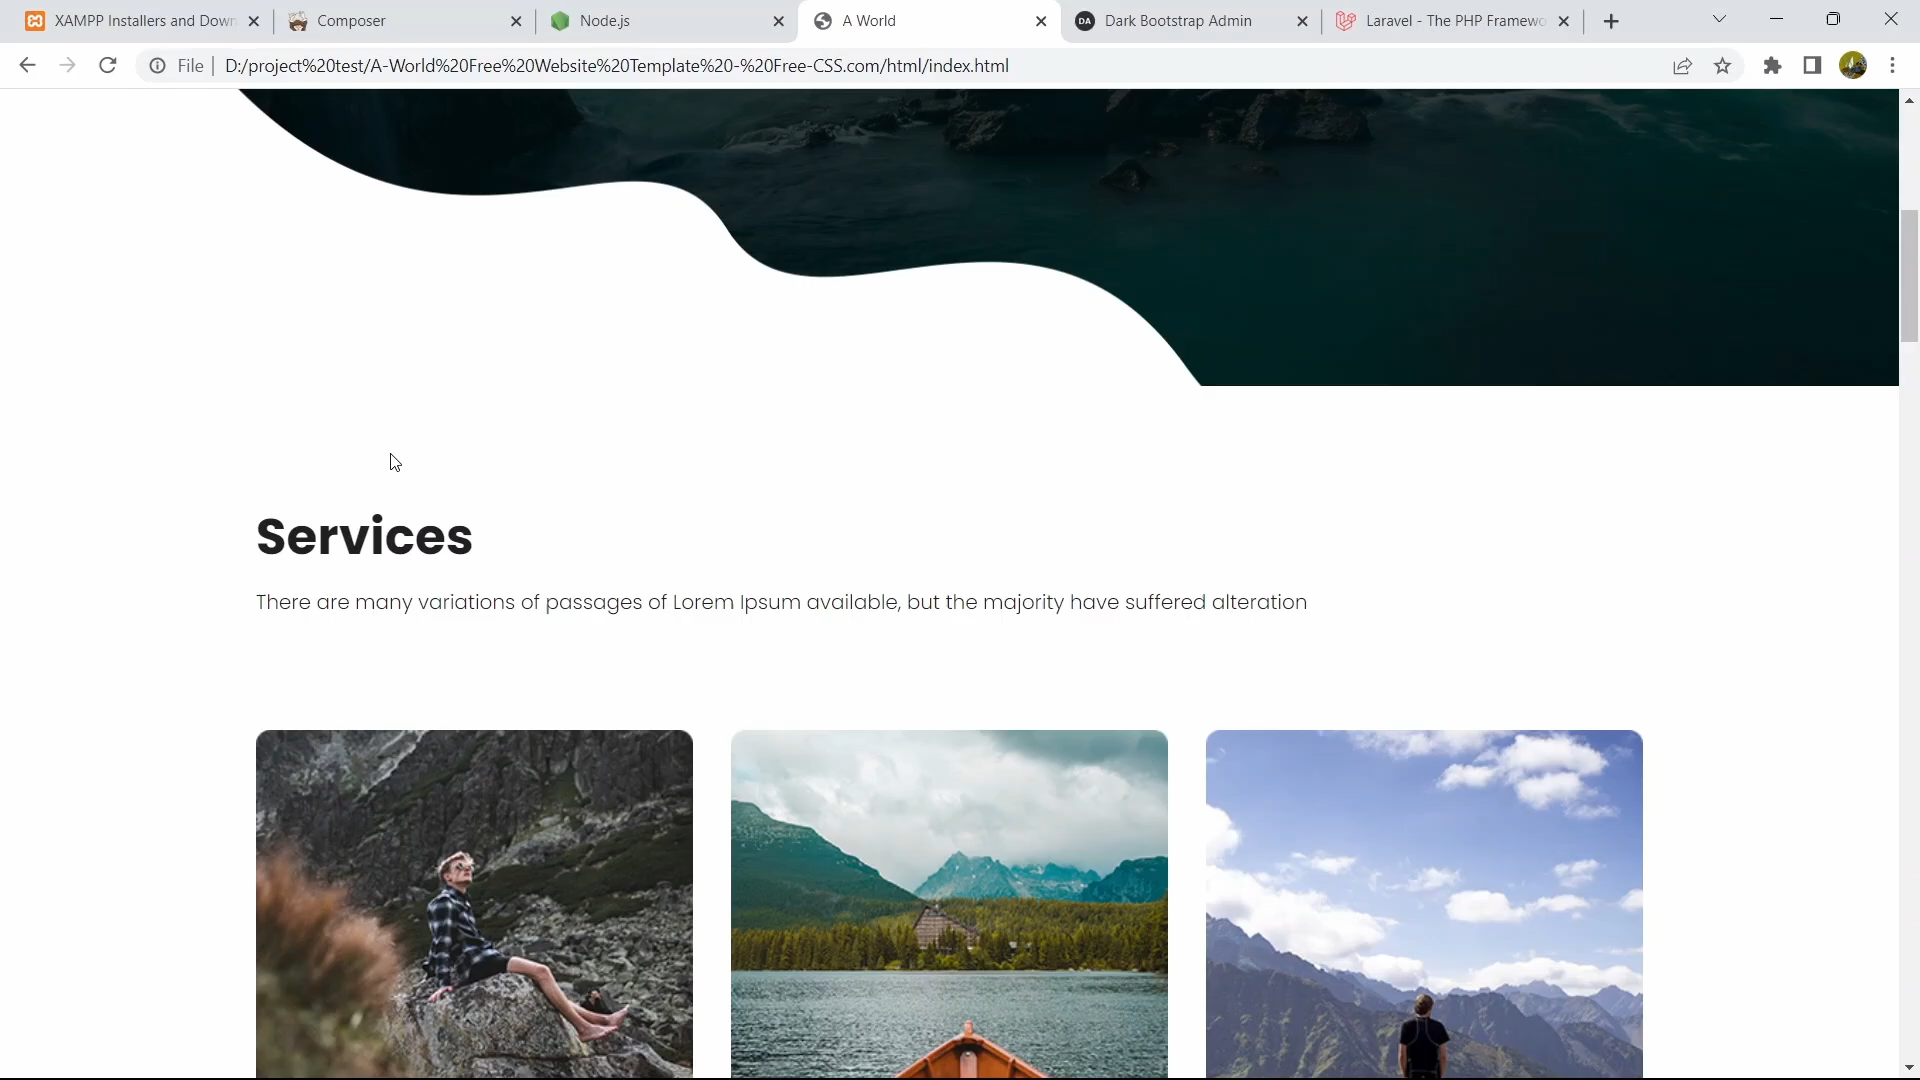 XAMPP Installers and Down
Composer
Node.js
A World
DA
Dark Bootstrap Admin
Laravel - The PHP Framewo
File
D:/project%20test/A-World%20Free%20Website%20Template%20-%20Free-CSS.com/html/index.html
Services
There are many variations of passages of Lorem Ipsum available, but the majority have suffered alteration